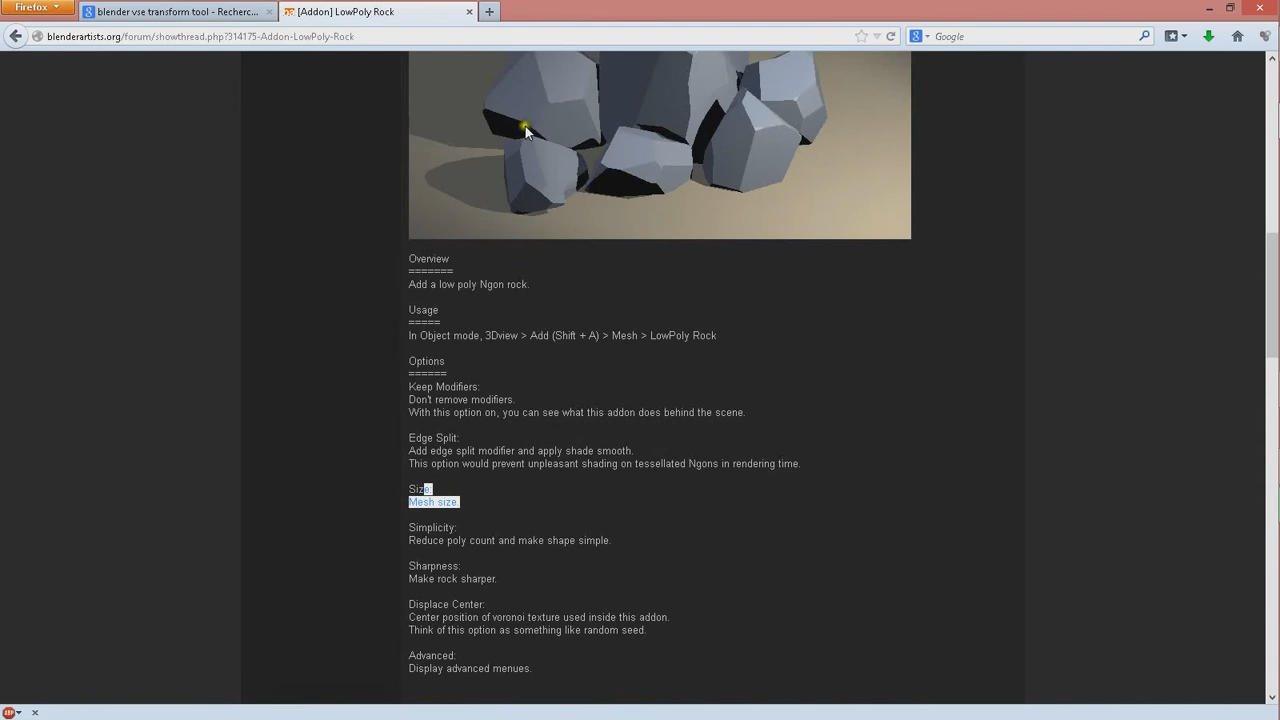 Firefox
blender vse transform tool - Recherc...
[Addon] LowPoly Rock
blenderartists.org/forum/showthread.php?314175-Addon-LowPoly-Rock
Google
Overview
=======
Add a low poly Ngon rock.
Usage
=====
In Object mode, 3Dview > Add (Shift + A) > Mesh > LowPoly Rock
Options
======
Keep Modifiers:
Don't remove modifiers.
With this option on, you can see what this addon does behind the scene.
Edge Split:
Add edge split modifier and apply shade smooth.
This option would prevent unpleasant shading on tessellated Ngons in rendering time.
Size:
Mesh size.
Simplicity:
Reduce poly count and make shape simple.
Sharpness:
Make rock sharper.
Displace Center:
Center position of voronoi texture used inside this addon.
Think of this option as something like random seed.
Advanced:
Display advanced menues.